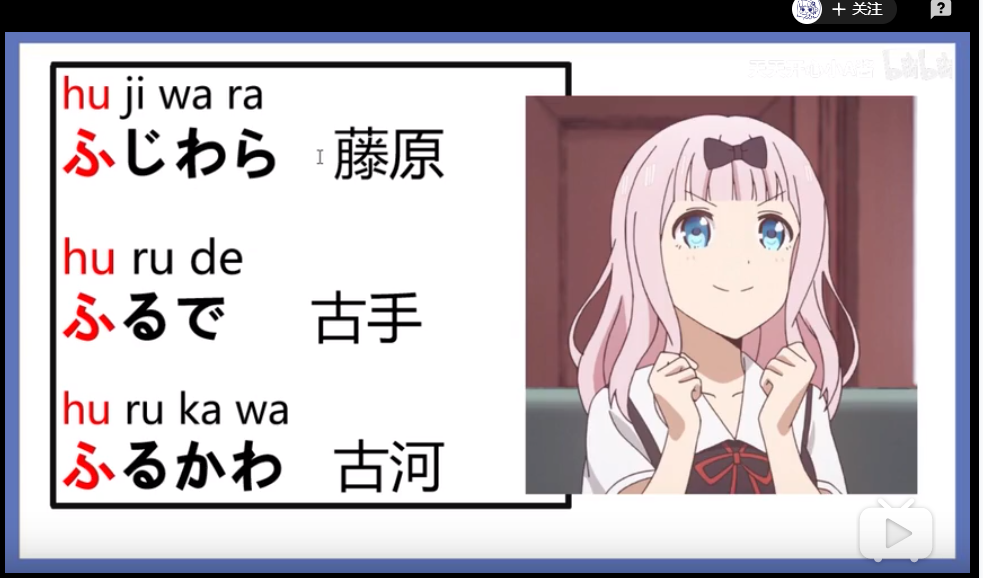 + 关注
hu ji wa ra
ふじわら 藤原
hu ru de
ふるで 古手
hu ru ka wa
ふるかわ 古河
bilibili